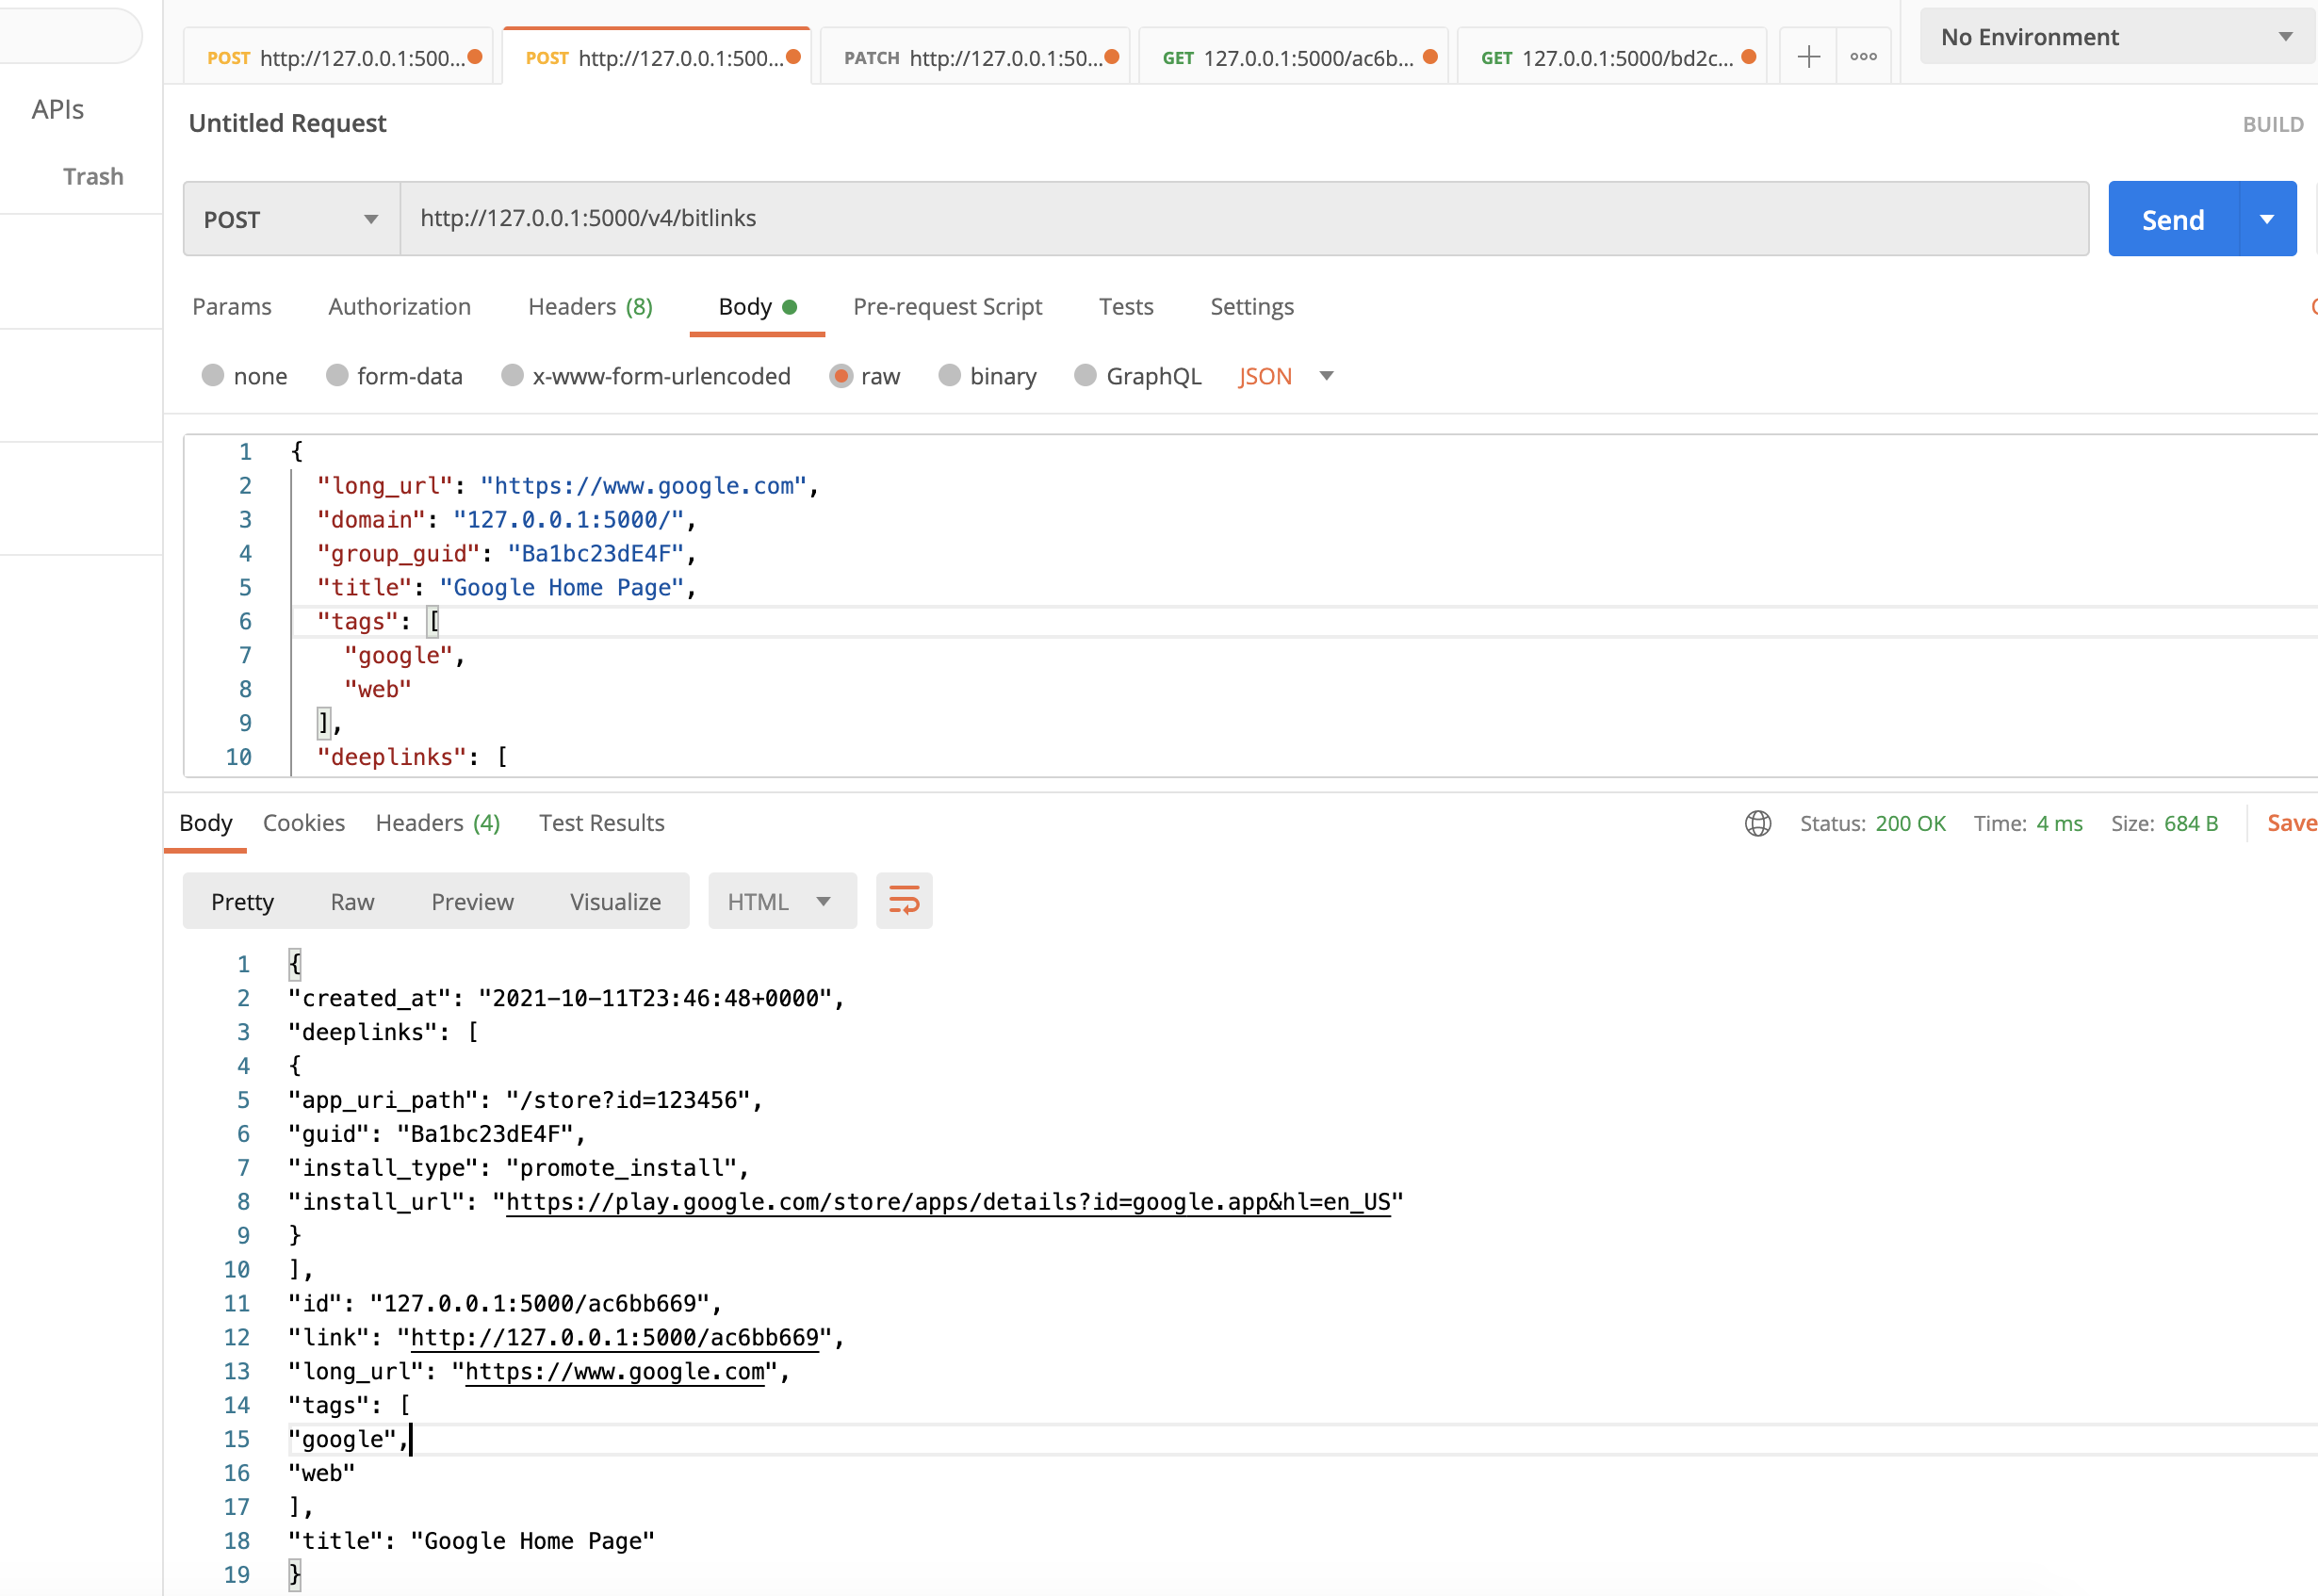 POST http://127.0.0.1:500... POST http://127.0.0.1:500... PATCH http://127.0.0.1:50... GET 127.0.0.1:5000/ac6b... GET 127.0.0.1:5000/bd2c... No Environment
APIs
Trash
Untitled Request BUILD
POST http://127.0.0.1:5000/v4/bitlinks Send
Params Authorization Headers (8) Body Pre-request Script Tests Settings
none form-data x-www-form-urlencoded raw binary GraphQL JSON
1 {
2 "long_url": "https://www.google.com",
3 "domain": "127.0.0.1:5000/",
4 "group_guid": "Ba1bc23dE4F",
5 "title": "Google Home Page",
6 "tags": [
7 "google",
8 "web"
9 ],
10 "deeplinks": [
Body Cookies Headers (4) Test Results Status: 200 OK Time: 4 ms Size: 684 B Save
Pretty Raw Preview Visualize HTML
1 {
2 "created_at": "2021-10-11T23:46:48+0000",
3 "deeplinks": [
4 {
5 "app_uri_path": "/store?id=123456",
6 "guid": "Ba1bc23dE4F",
7 "install_type": "promote_install",
8 "install_url": "https://play.google.com/store/apps/details?id=google.app&hl=en_US"
9 }
10 ],
11 "id": "127.0.0.1:5000/ac6bb669",
12 "link": "http://127.0.0.1:5000/ac6bb669",
13 "long_url": "https://www.google.com",
14 "tags": [
15 "google",
16 "web"
17 ],
18 "title": "Google Home Page"
19 }